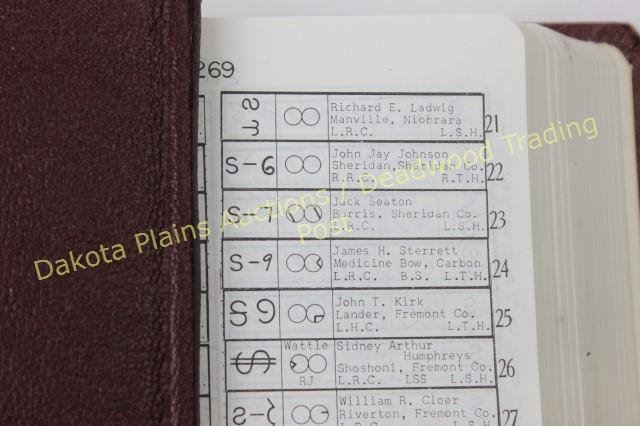 269
Richard E. Ladwig
Manville, Niobrara
L.R.C. L.S.H.
21
S-6
John Jay Johnson
Sheridan, Sheridan Co.
R.R.C. R.T.H.
22
S-7
Jack Seaton
Birris, Sheridan Co.
L.R.C. L.S.H.
23
S-9
James H. Sterrett
Medicine Bow, Carbon
L.R.C. B.S. L.T.H.
24
John T. Kirk
Lander, Fremont Co.
L.H.C. L.T.H.
25
Wattle
RJ
Sidney Arthur
Humphreys
Shoshoni, Fremont Co.
L.R.C. LSS L.S.H.
26
William R. Cloer
Riverton, Fremont Co.
L.R.C. L.S.H.
27
Dakota Plains Auctions / Deadwood Trading
Post